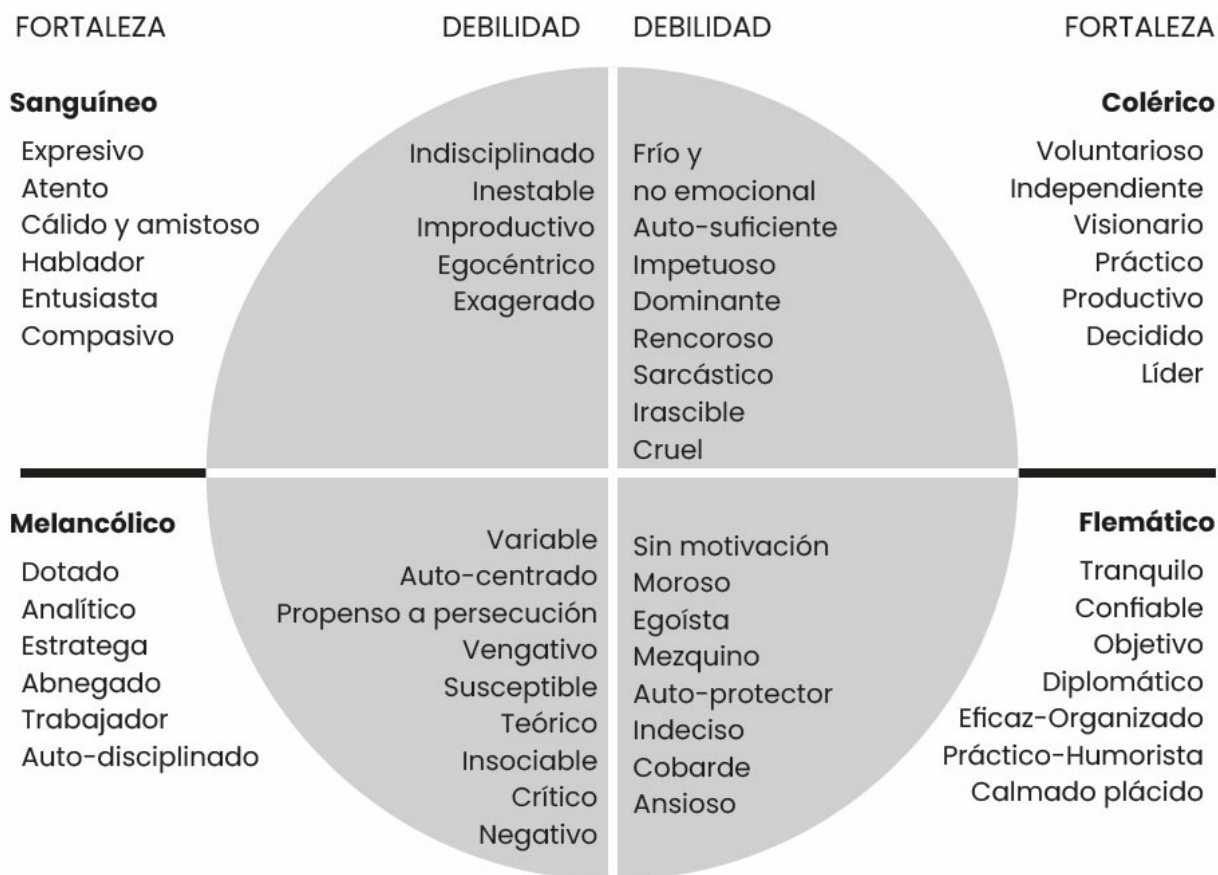 FORTALEZA
DEBILIDAD
DEBILIDAD
FORTALEZA
Sanguíneo
Expresivo
Atento
Cálido y amistoso
Hablador
Entusiasta
Compasivo
Indisciplinado
Inestable
Improductivo
Egocéntrico
Exagerado
Frío y
no emocional
Auto-suficiente
Impetuoso
Dominante
Rencoroso
Sarcástico
Irascible
Cruel
Colérico
Voluntarioso
Independiente
Visionario
Práctico
Productivo
Decidido
Líder
Melancólico
Dotado
Analítico
Estratega
Abnegado
Trabajador
Auto-disciplinado
Variable
Auto-centrado
Propenso a persecución
Vengativo
Susceptible
Teórico
Insociable
Crítico
Negativo
Sin motivación
Moroso
Egoísta
Mezquino
Auto-protector
Indeciso
Cobarde
Ansioso
Flemático
Tranquilo
Confiable
Objetivo
Diplomático
Eficaz-Organizado
Práctico-Humorista
Calmado plácido